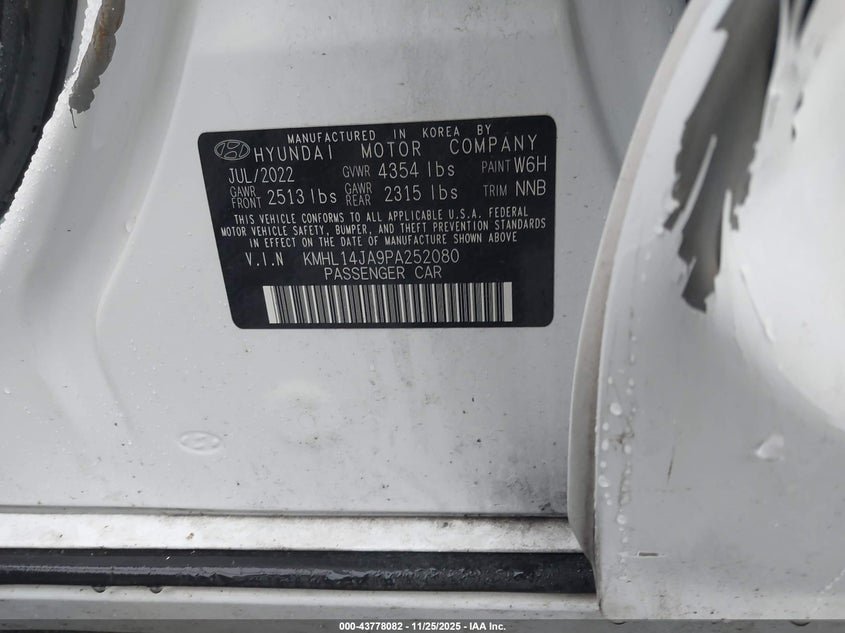 MANUFACTURED IN KOREA BY
HYUNDAI MOTOR COMPANY
JUL/2022 GVWR 4354 lbs PAINT W6H
GAWR FRONT 2513 lbs GAWR REAR 2315 lbs TRIM NNB
THIS VEHICLE CONFORMS TO ALL APPLICABLE U.S.A. FEDERAL
MOTOR VEHICLE SAFETY, BUMPER, AND THEFT PREVENTION STANDARDS
IN EFFECT ON THE DATE OF MANUFACTURE SHOWN ABOVE
V.I.N KMHL14JA9PA252080
PASSENGER CAR
000-43778082 - 11/25/2025 - IAA Inc.